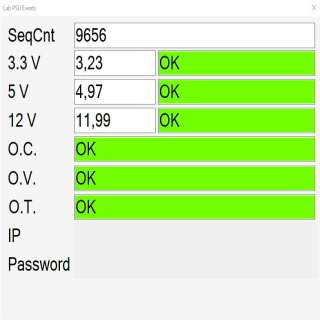 Lab PSU Events X
SeqCnt 9656
3.3 V 3,23 OK
5 V 4,97 OK
12 V 11,99 OK
O.C. OK
O.V. OK
O.T. OK
IP
Password